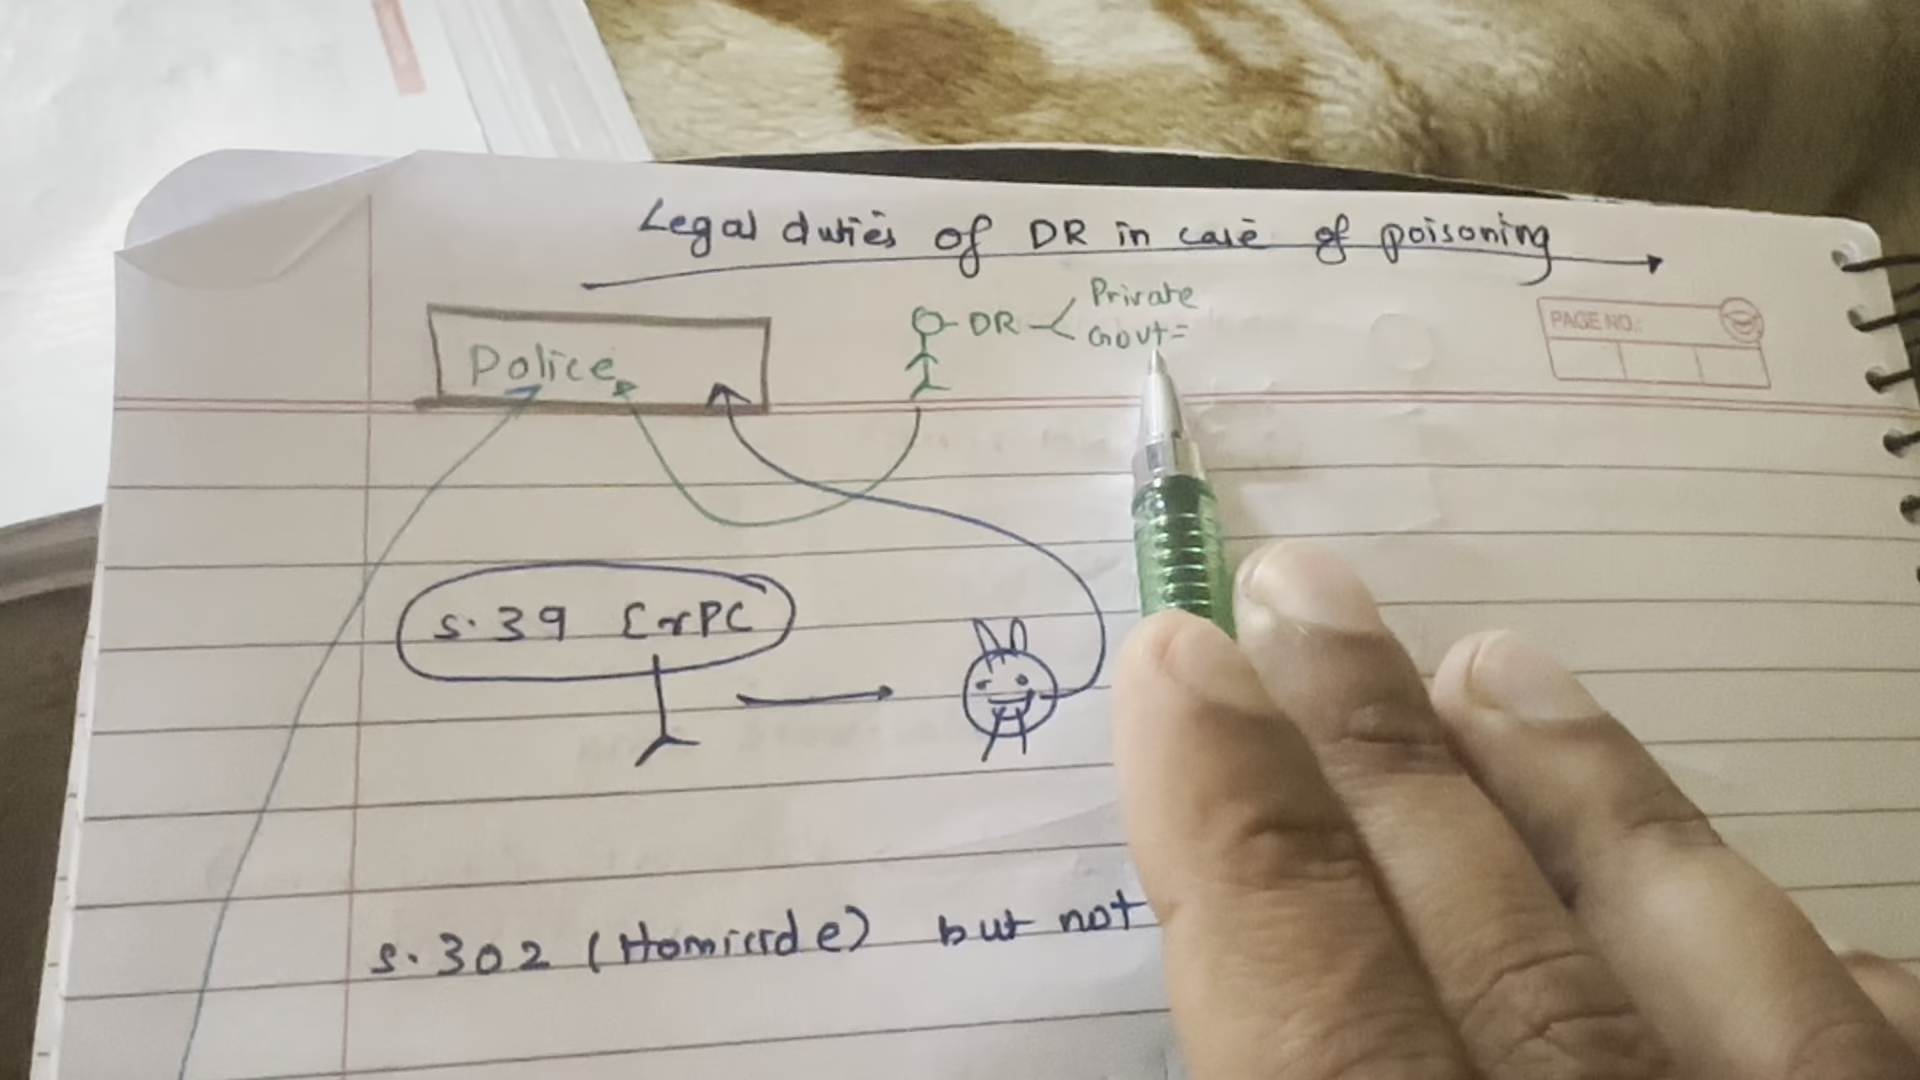 Legal duties of DR in case of poisoning
Private
DR
Govt=
Police
PAGE NO.:
s. 39 CrPC
s. 302 (Homicide) but not